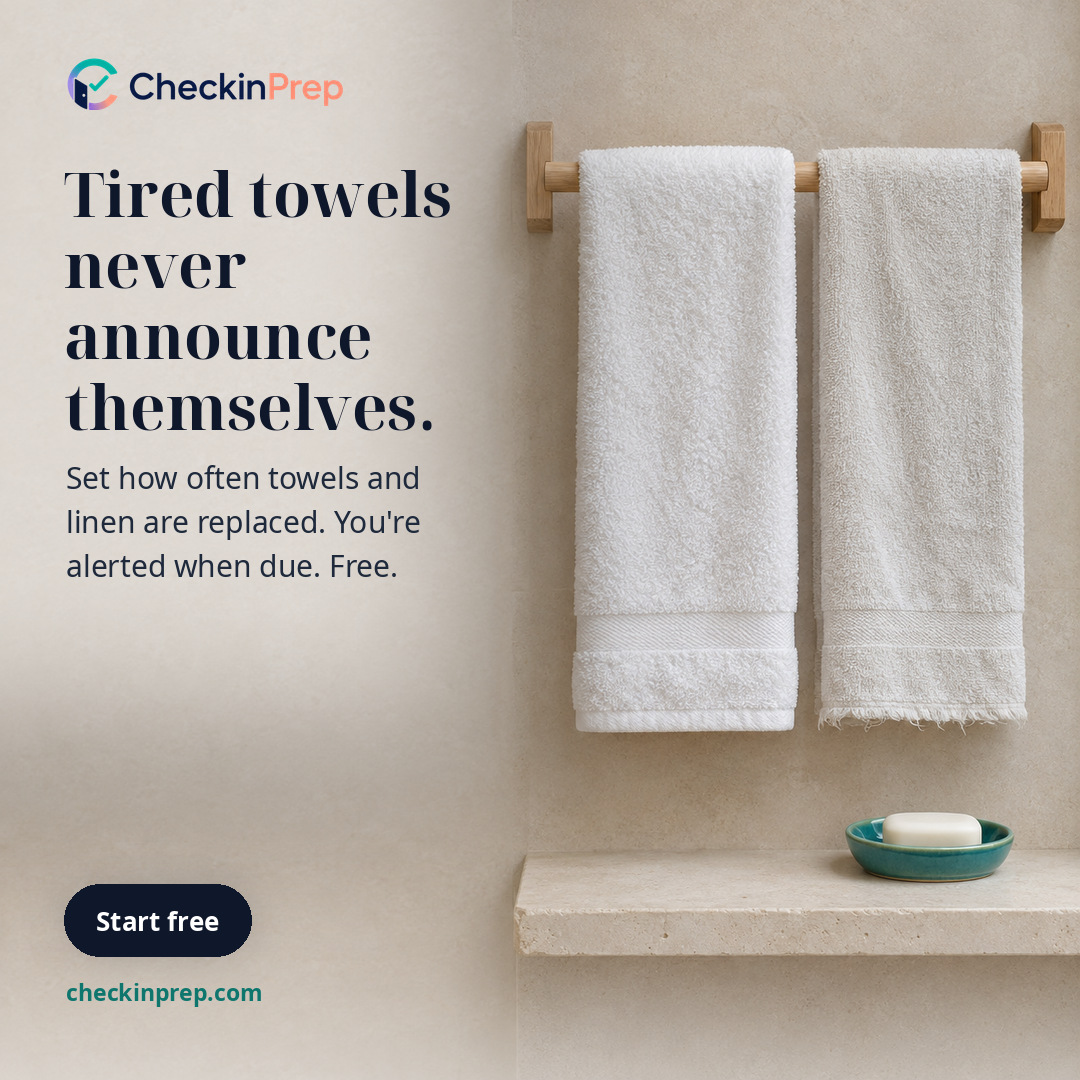 CheckinPrep
Tired towels
never
announce
themselves.
Set how often towels and
linen are replaced. You're
alerted when due. Free.
Start free
checkinprep.com